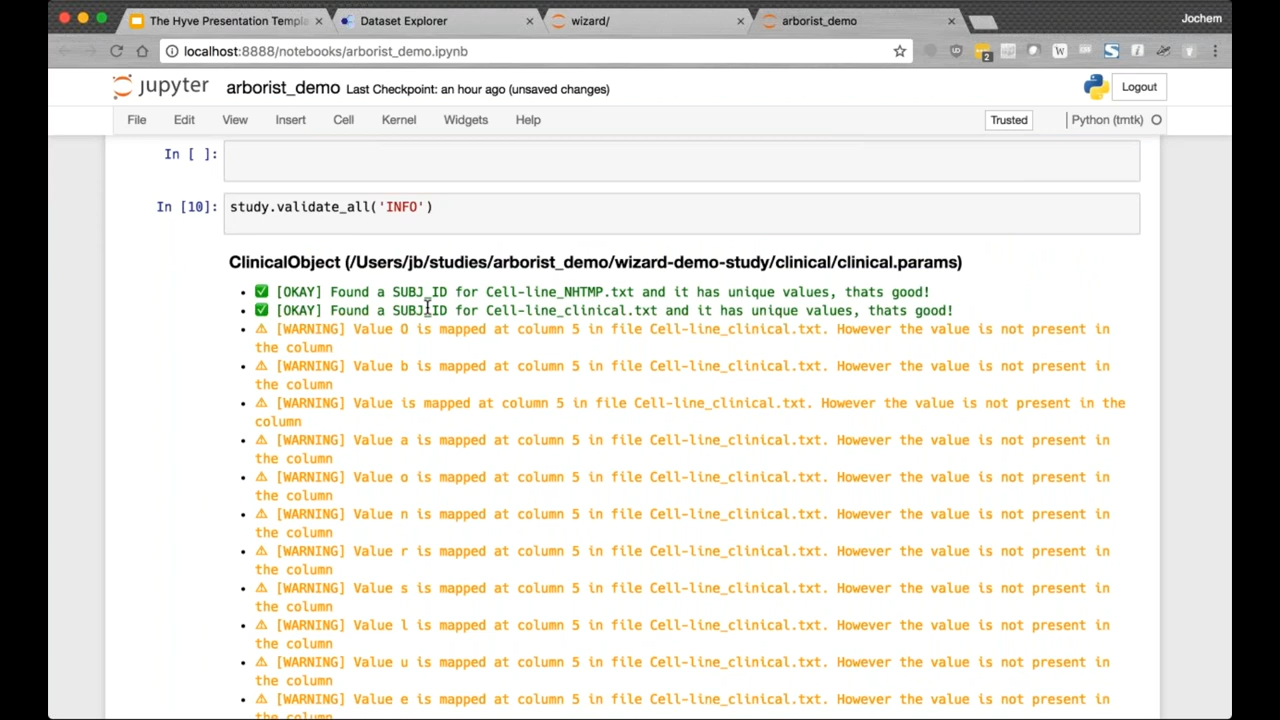 The Hyve Presentation Templa
Dataset Explorer
wizard/
arborist_demo
Jochem
localhost:8888/notebooks/arborist_demo.ipynb
2
jupyter arborist_demo Last Checkpoint: an hour ago (unsaved changes)
Logout
File Edit View Insert Cell Kernel Widgets Help
Trusted
Python (tmtk)
In [ ]:
In [10]: study.validate_all('INFO')
ClinicalObject (/Users/jb/studies/arborist_demo/wizard-demo-study/clinical/clinical.params)
[OKAY] Found a SUBJ_ID for Cell-line_NHTMP.txt and it has unique values, thats good!
[OKAY] Found a SUBJ_ID for Cell-line_clinical.txt and it has unique values, thats good!
[WARNING] Value O is mapped at column 5 in file Cell-line_clinical.txt. However the value is not present in
the column
[WARNING] Value b is mapped at column 5 in file Cell-line_clinical.txt. However the value is not present in
the column
[WARNING] Value is mapped at column 5 in file Cell-line_clinical.txt. However the value is not present in the
column
[WARNING] Value a is mapped at column 5 in file Cell-line_clinical.txt. However the value is not present in
the column
[WARNING] Value o is mapped at column 5 in file Cell-line_clinical.txt. However the value is not present in
the column
[WARNING] Value n is mapped at column 5 in file Cell-line_clinical.txt. However the value is not present in
the column
[WARNING] Value r is mapped at column 5 in file Cell-line_clinical.txt. However the value is not present in
the column
[WARNING] Value s is mapped at column 5 in file Cell-line_clinical.txt. However the value is not present in
the column
[WARNING] Value l is mapped at column 5 in file Cell-line_clinical.txt. However the value is not present in
the column
[WARNING] Value u is mapped at column 5 in file Cell-line_clinical.txt. However the value is not present in
the column
[WARNING] Value e is mapped at column 5 in file Cell-line_clinical.txt. However the value is not present in
the column